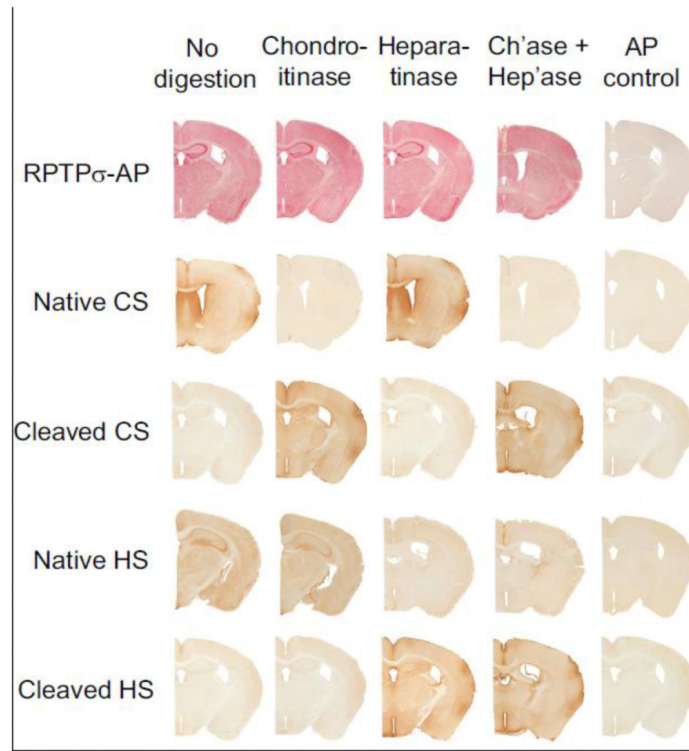 No Chondro- Hepara- Ch'ase + AP
digestion itinase tinase Hep'ase control
RPTPσ-AP
Native CS
Cleaved CS
Native HS
Cleaved HS